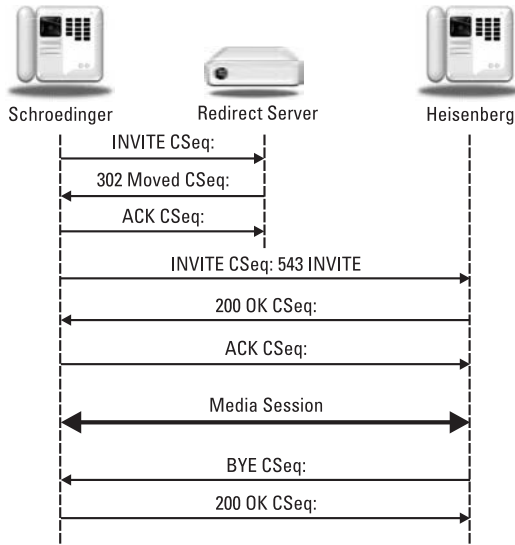 Schroedinger
Redirect Server
Heisenberg
INVITE CSeq:
302 Moved CSeq:
ACK CSeq:
INVITE CSeq: 543 INVITE
200 OK CSeq:
ACK CSeq:
Media Session
BYE CSeq:
200 OK CSeq: